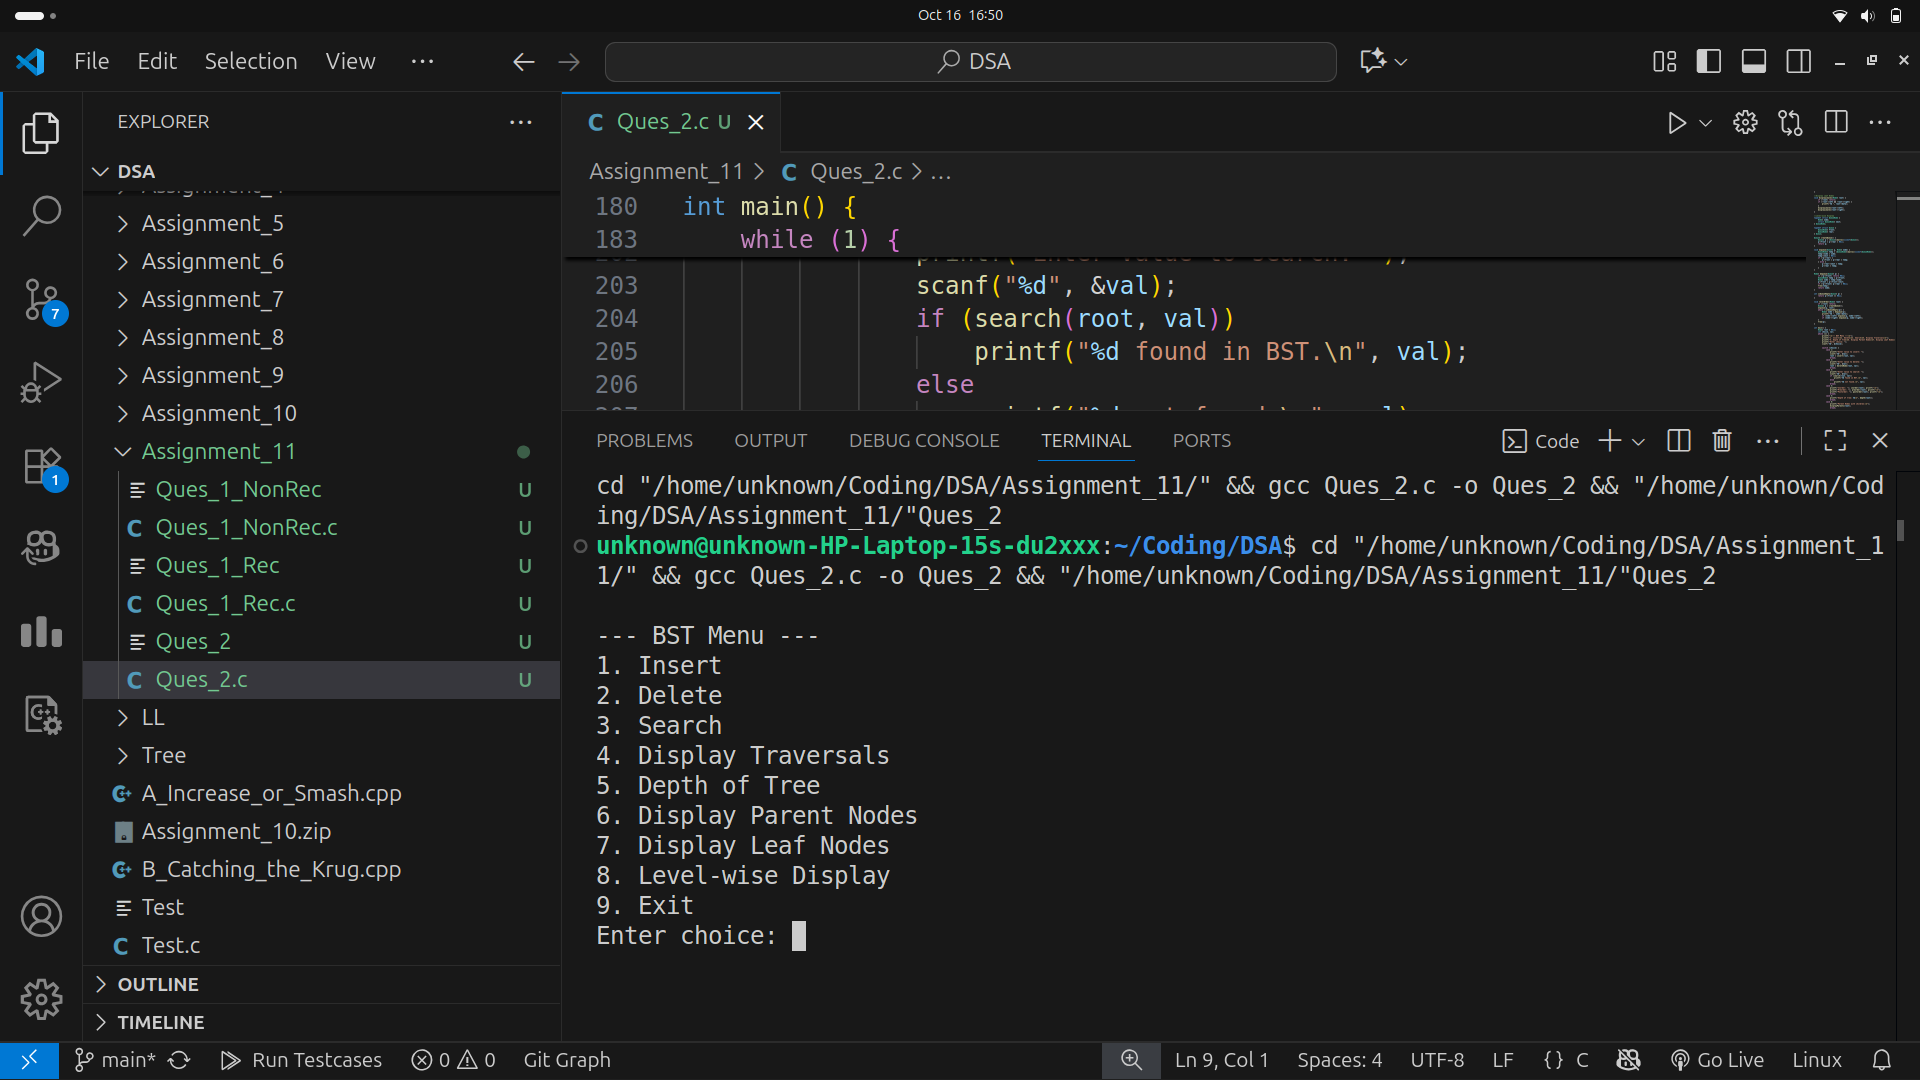 Oct 16 16:50
File Edit Selection View ··· DSA
EXPLORER
DSA
Assignment_5
Assignment_6
Assignment_7
Assignment_8
Assignment_9
Assignment_10
Assignment_11
Ques_1_NonRec U
Ques_1_NonRec.c U
Ques_1_Rec U
Ques_1_Rec.c U
Ques_2 U
Ques_2.c U
LL
Tree
A_Increase_or_Smash.cpp
Assignment_10.zip
B_Catching_the_Krug.cpp
Test
Test.c
OUTLINE
TIMELINE
7
1
C Ques_2.c U
Assignment_11 > C Ques_2.c > ...
180 int main() {
183 while (1) {
203 scanf("%d", &val);
204 if (search(root, val))
205 printf("%d found in BST.\n", val);
206 else
PROBLEMS OUTPUT DEBUG CONSOLE TERMINAL PORTS Code
cd "/home/unknown/Coding/DSA/Assignment_11/" && gcc Ques_2.c -o Ques_2 && "/home/unknown/Cod
ing/DSA/Assignment_11/"Ques_2
unknown@unknown-HP-Laptop-15s-du2xxx:~/Coding/DSA$ cd "/home/unknown/Coding/DSA/Assignment_1
1/" && gcc Ques_2.c -o Ques_2 && "/home/unknown/Coding/DSA/Assignment_11/"Ques_2
--- BST Menu ---
1. Insert
2. Delete
3. Search
4. Display Traversals
5. Depth of Tree
6. Display Parent Nodes
7. Display Leaf Nodes
8. Level-wise Display
9. Exit
Enter choice:
main* Run Testcases 0 0 Git Graph Ln 9, Col 1 Spaces: 4 UTF-8 LF {} C Go Live Linux